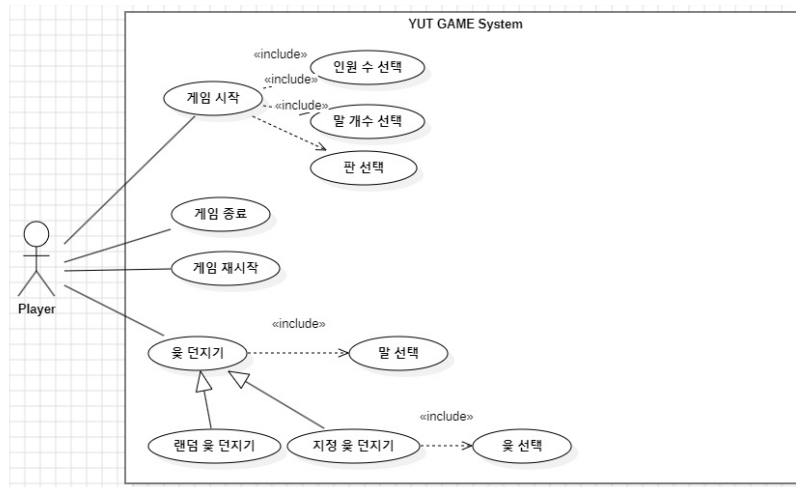 YUT GAME System
«include»
인원 수 선택
«include»
게임 시작
«include»
말 개수 선택
판 선택
게임 종료
게임 재시작
Player
«include»
윷 던지기
말 선택
«include»
랜덤 윷 던지기
지정 윷 던지기
윷 선택